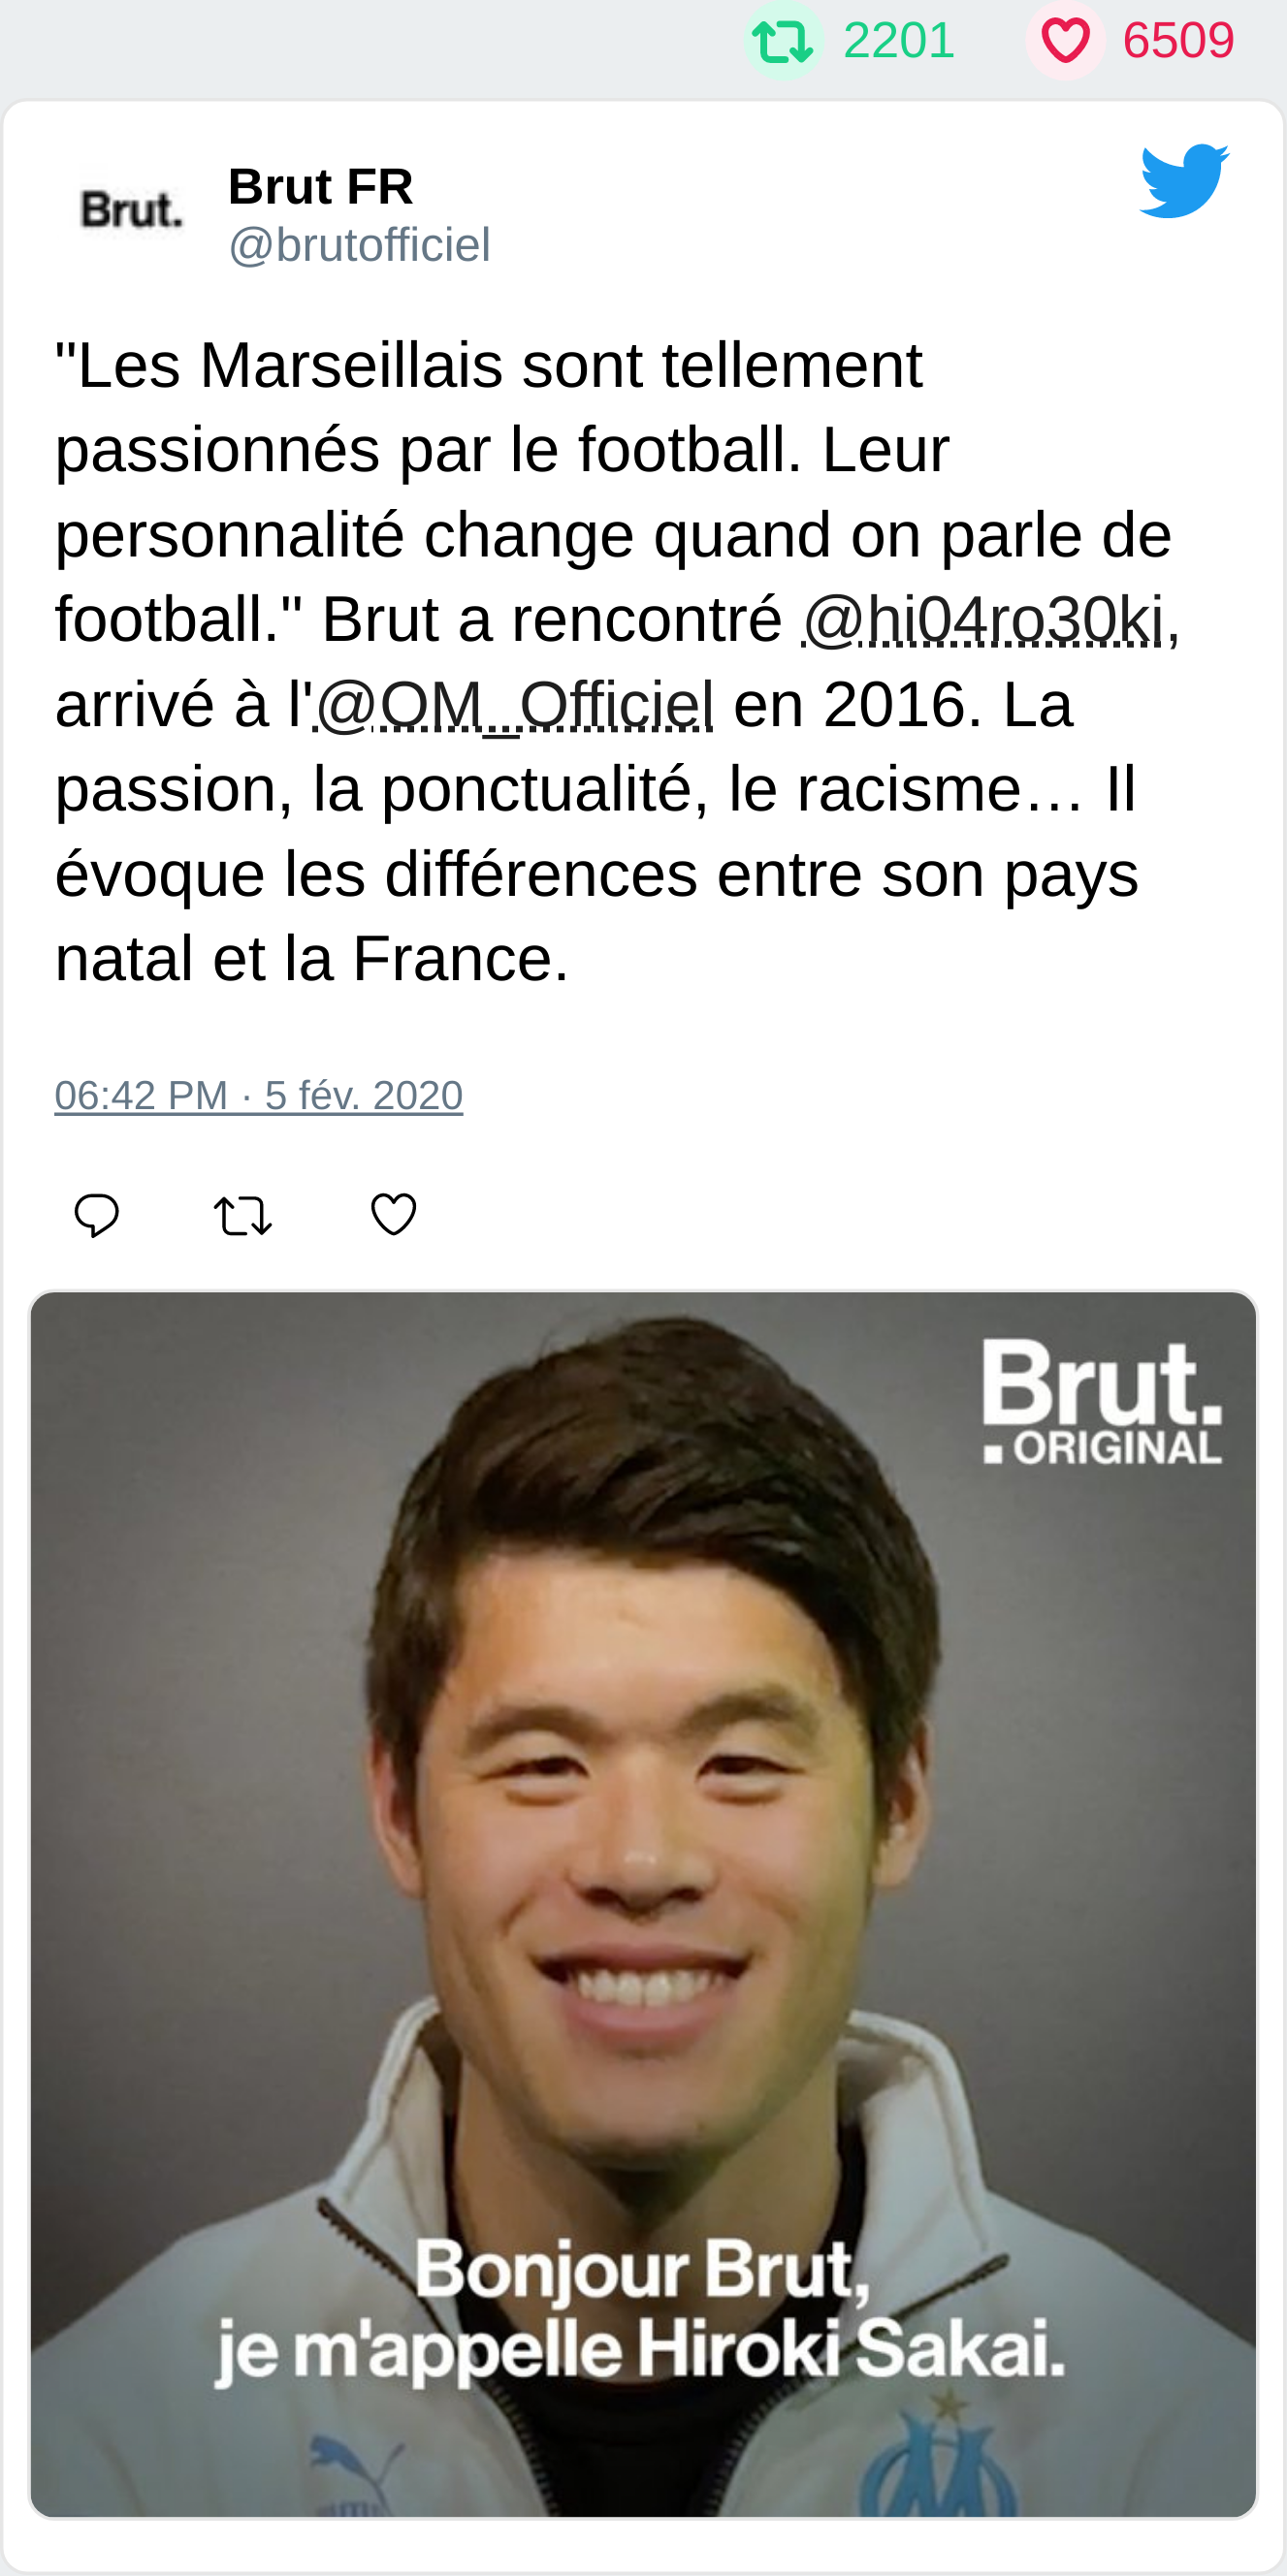 2201 6509
Brut.
Brut FR
@brutofficiel
"Les Marseillais sont tellement
passionnés par le football. Leur
personnalité change quand on parle de
football." Brut a rencontré @hi04ro30ki,
arrivé à l'@OM_Officiel en 2016. La
passion, la ponctualité, le racisme… Il
évoque les différences entre son pays
natal et la France.
06:42 PM · 5 fév. 2020
Brut.
ORIGINAL
Bonjour Brut,
je m'appelle Hiroki Sakai.